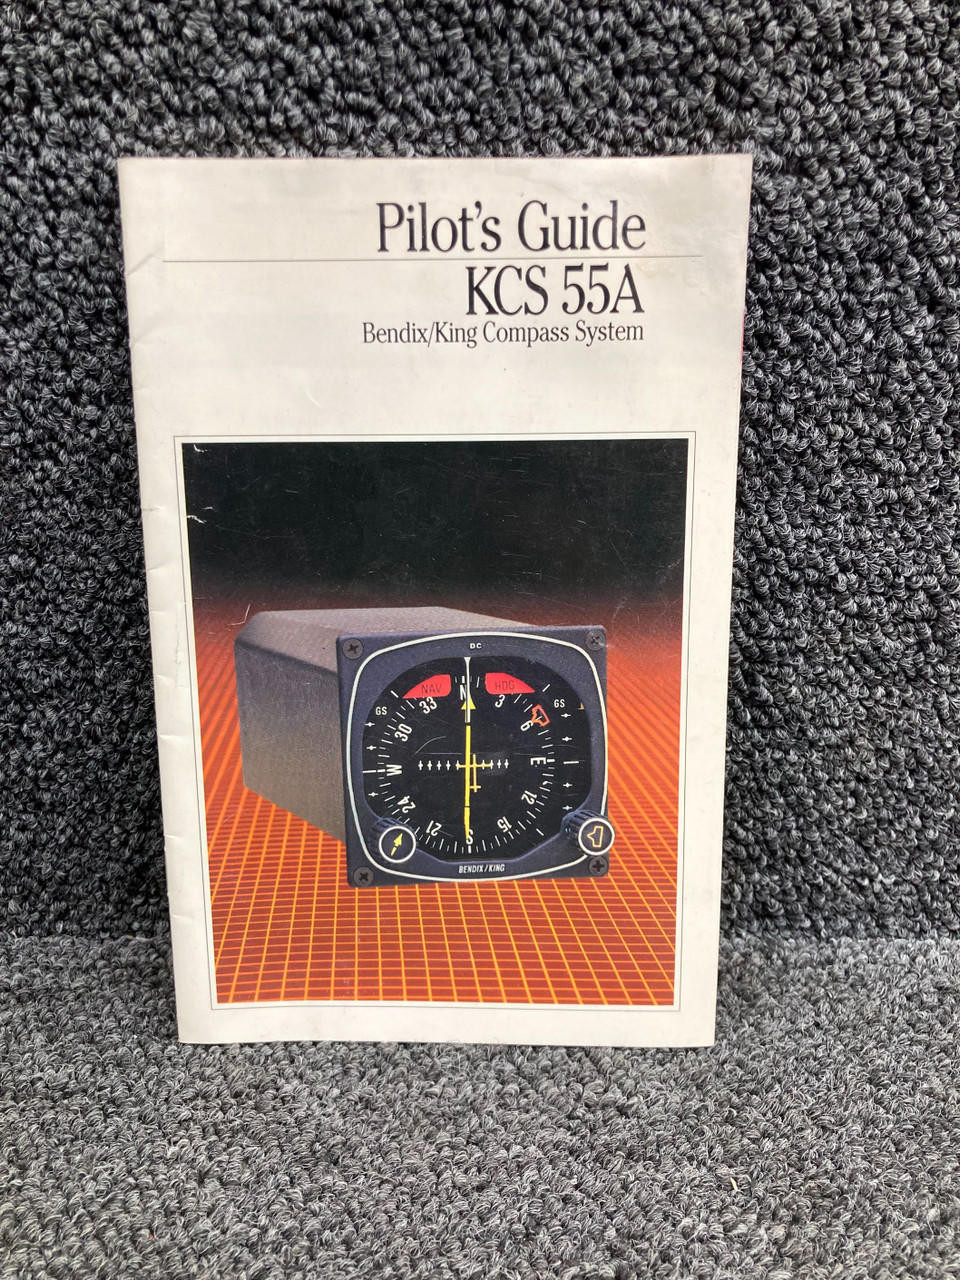 Pilot's Guide
KCS 55A
Bendix/King Compass System
DC
NAV
HDG
GS
GS
N
3
6
E
12
15
S
21
24
W
30
33
BENDIX/KING